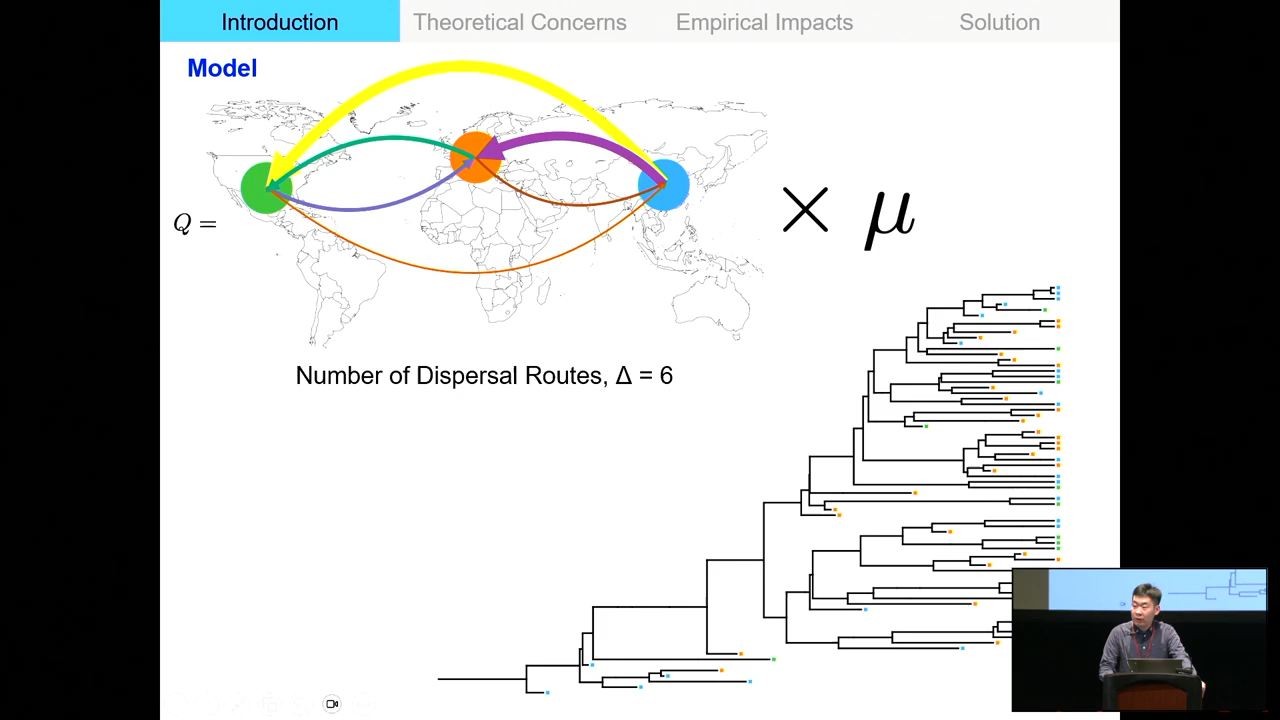 Introduction
Theoretical Concerns
Empirical Impacts
Solution
Model
Q =
× μ
Number of Dispersal Routes, Δ = 6